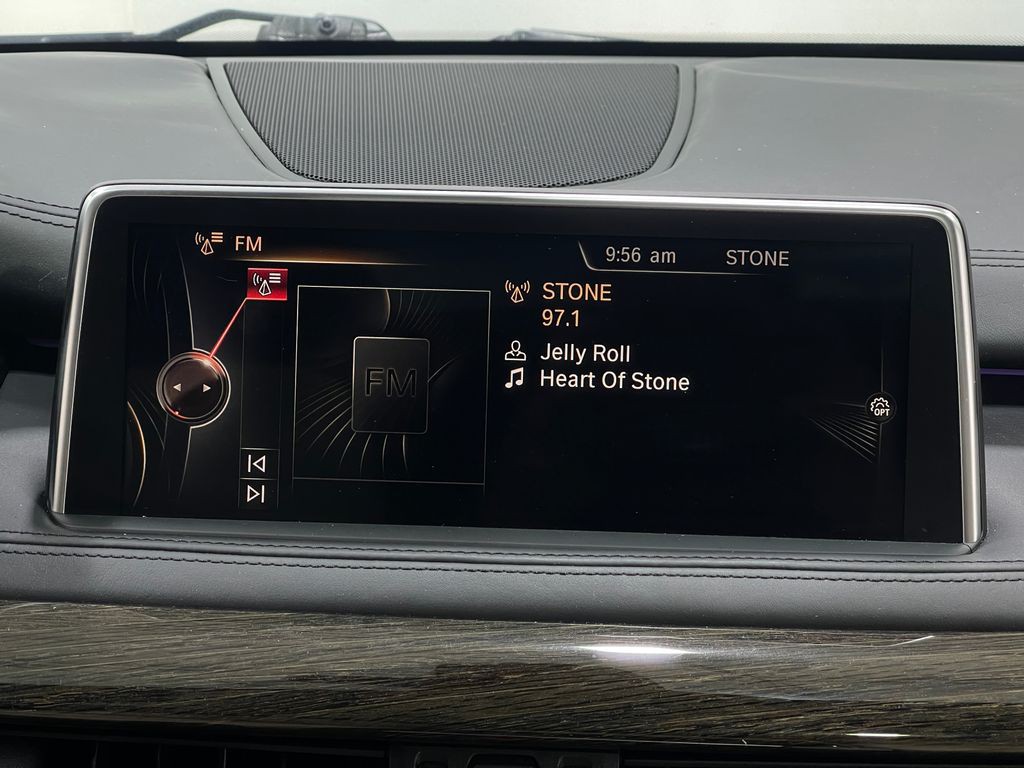 FM
9:56 am
STONE
STONE
97.1
FM
Jelly Roll
Heart Of Stone
OPT